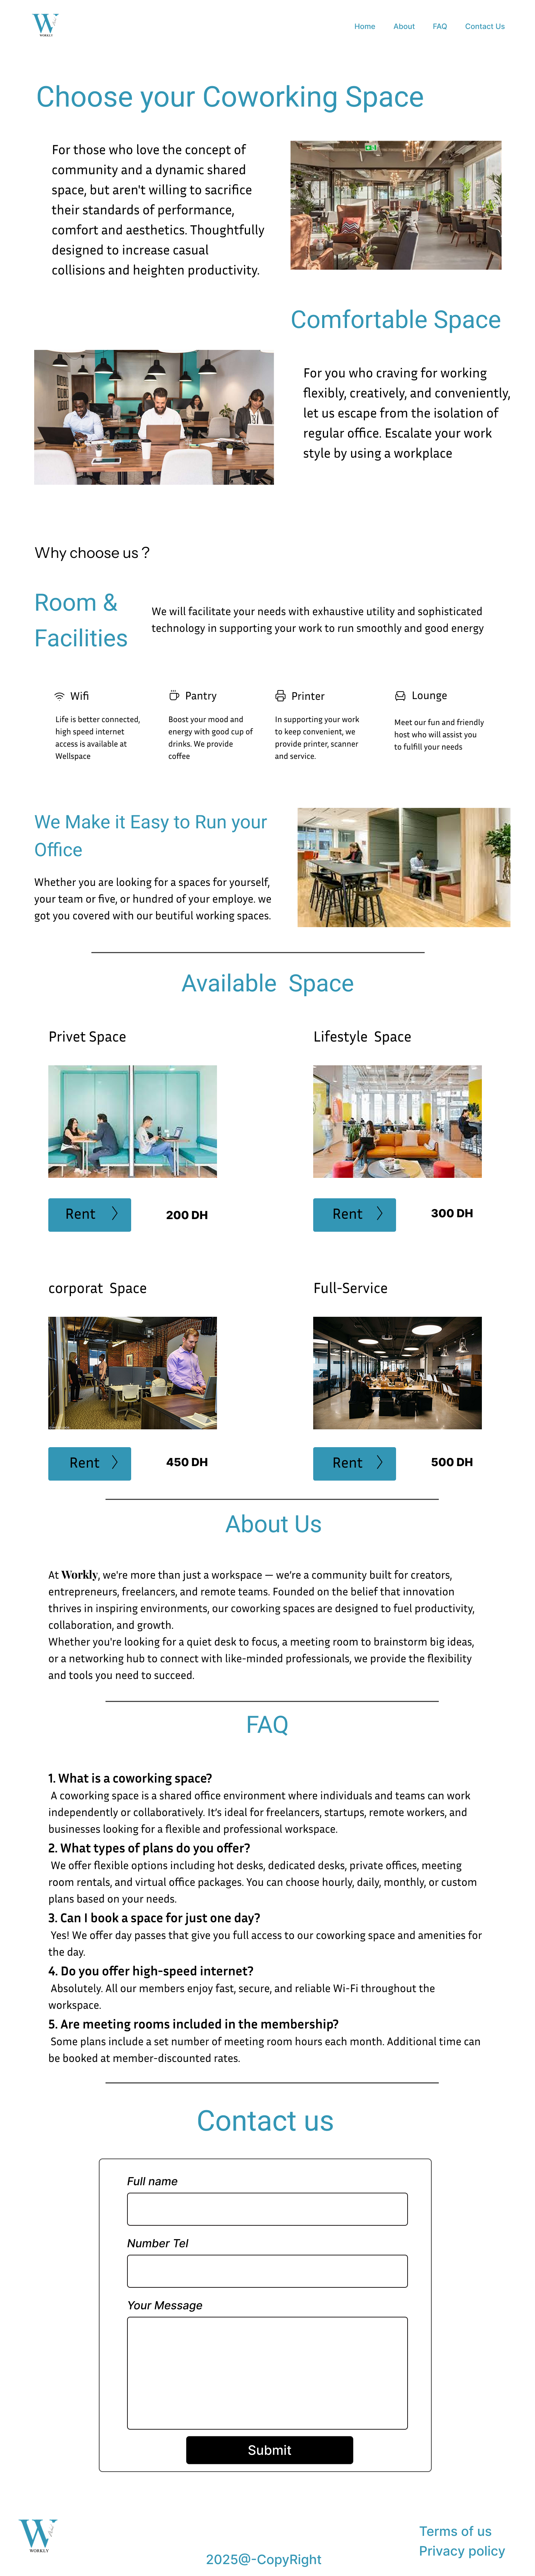 W
WORKLY
Home About FAQ Contact Us
Choose your Coworking Space
For those who love the concept of
community and a dynamic shared
space, but aren't willing to sacrifice
their standards of performance,
comfort and aesthetics. Thoughtfully
designed to increase casual
collisions and heighten productivity.
Comfortable Space
For you who craving for working
flexibly, creatively, and conveniently,
let us escape from the isolation of
regular office. Escalate your work
style by using a workplace
Why choose us ?
Room &
Facilities
We will facilitate your needs with exhaustive utility and sophisticated
technology in supporting your work to run smoothly and good energy
Wifi
Life is better connected,
high speed internet
access is available at
Wellspace
Pantry
Boost your mood and
energy with good cup of
drinks. We provide
coffee
Printer
In supporting your work
to keep convenient, we
provide printer, scanner
and service.
Lounge
Meet our fun and friendly
host who will assist you
to fulfill your needs
We Make it Easy to Run your
Office
Whether you are looking for a spaces for yourself,
your team or five, or hundred of your employe. we
got you covered with our beutiful working spaces.
Available Space
Privet Space
Rent
200 DH
Lifestyle Space
Rent
300 DH
corporat Space
Rent
450 DH
Full-Service
Rent
500 DH
About Us
At Workly, we're more than just a workspace — we're a community built for creators,
entrepreneurs, freelancers, and remote teams. Founded on the belief that innovation
thrives in inspiring environments, our coworking spaces are designed to fuel productivity,
collaboration, and growth.
Whether you're looking for a quiet desk to focus, a meeting room to brainstorm big ideas,
or a networking hub to connect with like-minded professionals, we provide the flexibility
and tools you need to succeed.
FAQ
1. What is a coworking space?
A coworking space is a shared office environment where individuals and teams can work
independently or collaboratively. It's ideal for freelancers, startups, remote workers, and
businesses looking for a flexible and professional workspace.
2. What types of plans do you offer?
We offer flexible options including hot desks, dedicated desks, private offices, meeting
room rentals, and virtual office packages. You can choose hourly, daily, monthly, or custom
plans based on your needs.
3. Can I book a space for just one day?
Yes! We offer day passes that give you full access to our coworking space and amenities for
the day.
4. Do you offer high-speed internet?
Absolutely. All our members enjoy fast, secure, and reliable Wi-Fi throughout the
workspace.
5. Are meeting rooms included in the membership?
Some plans include a set number of meeting room hours each month. Additional time can
be booked at member-discounted rates.
Contact us
Full name
Number Tel
Your Message
Submit
W
WORKLY
Terms of us
Privacy policy
2025@-CopyRight